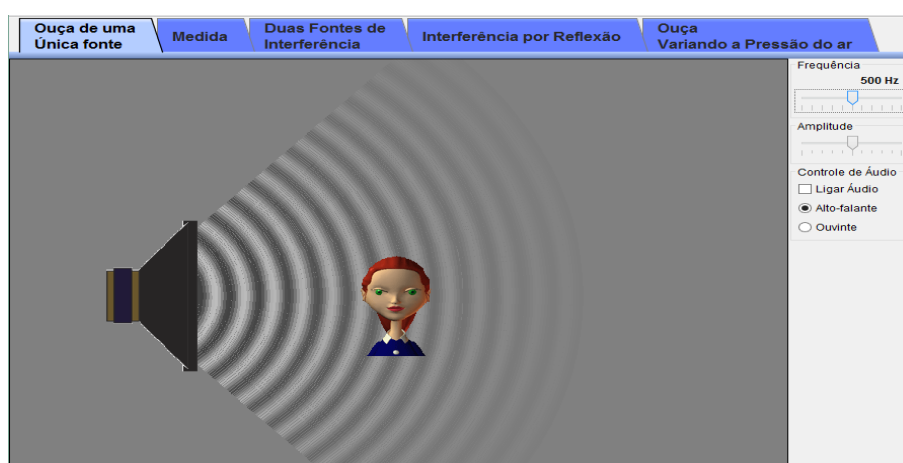 Ouça de uma
Única fonte
Medida
Duas Fontes de
Interferência
Interferência por Reflexão
Ouça
Variando a Pressão do ar
Frequência
500 Hz
Amplitude
Controle de Áudio
Ligar Áudio
Alto-falante
Ouvinte